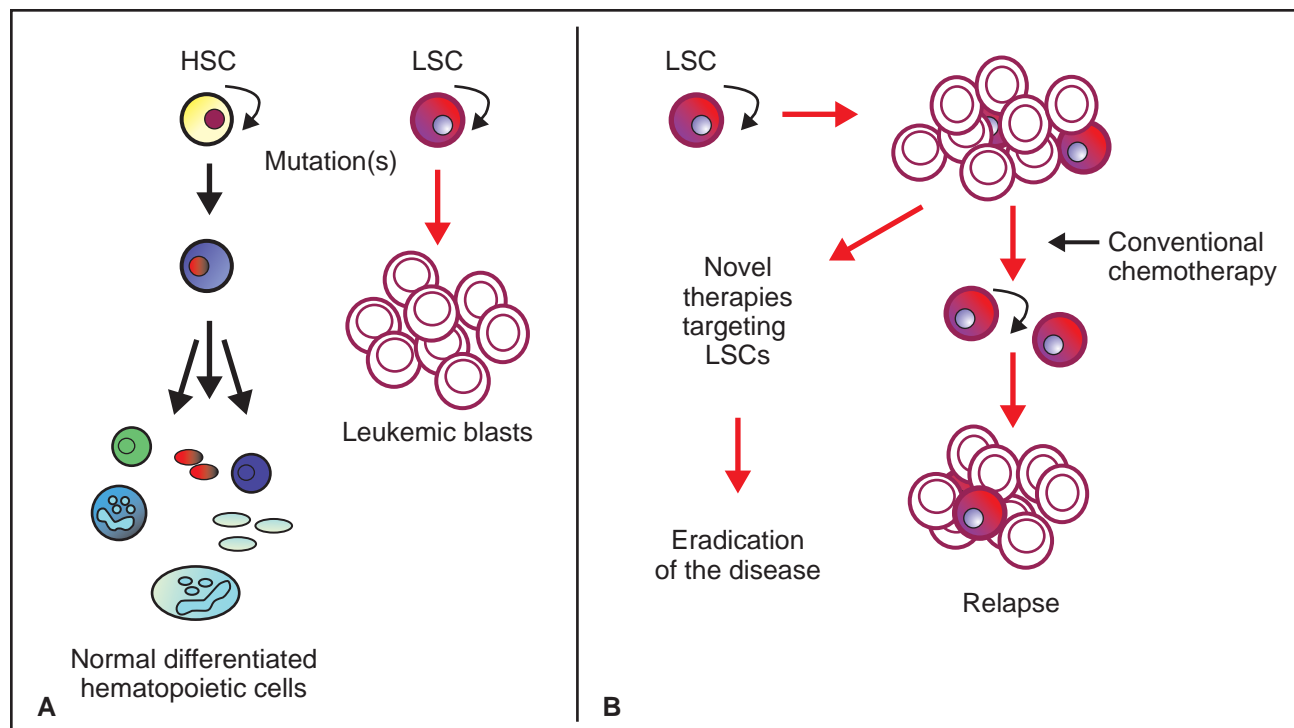 HSC
LSC
Mutation(s)
Leukemic blasts
Normal differentiated
hematopoietic cells
A
LSC
Conventional
chemotherapy
Novel
therapies
targeting
LSCs
Eradication
of the disease
Relapse
B